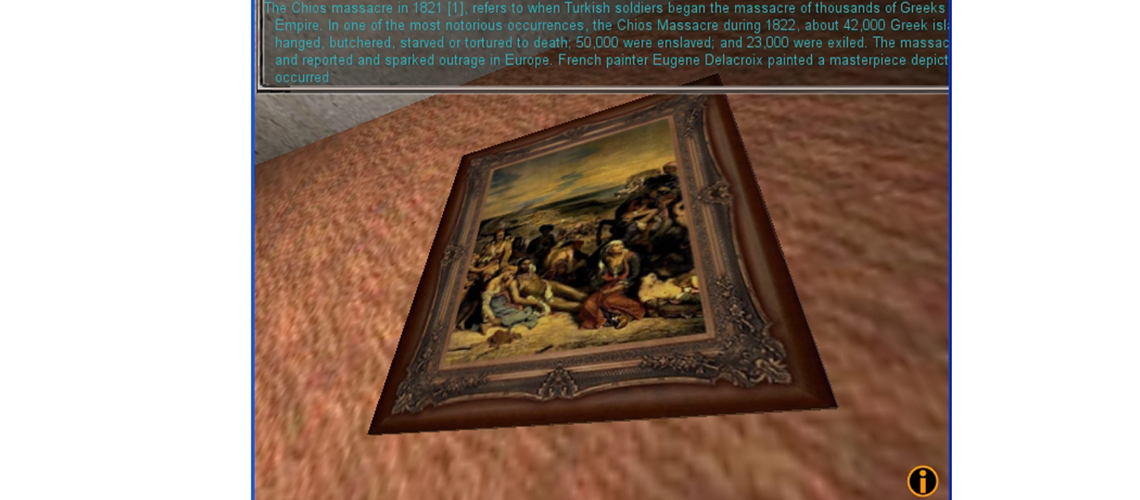 The Chios massacre in 1821 [1], refers to when Turkish soldiers began the massacre of thousands of Greeks
Empire. In one of the most notorious occurrences, the Chios Massacre during 1822, about 42,000 Greek isl
hanged, butchered, starved or tortured to death; 50,000 were enslaved; and 23,000 were exiled. The massac
and reported and sparked outrage in Europe. French painter Eugene Delacroix painted a masterpiece depict
occurred
i